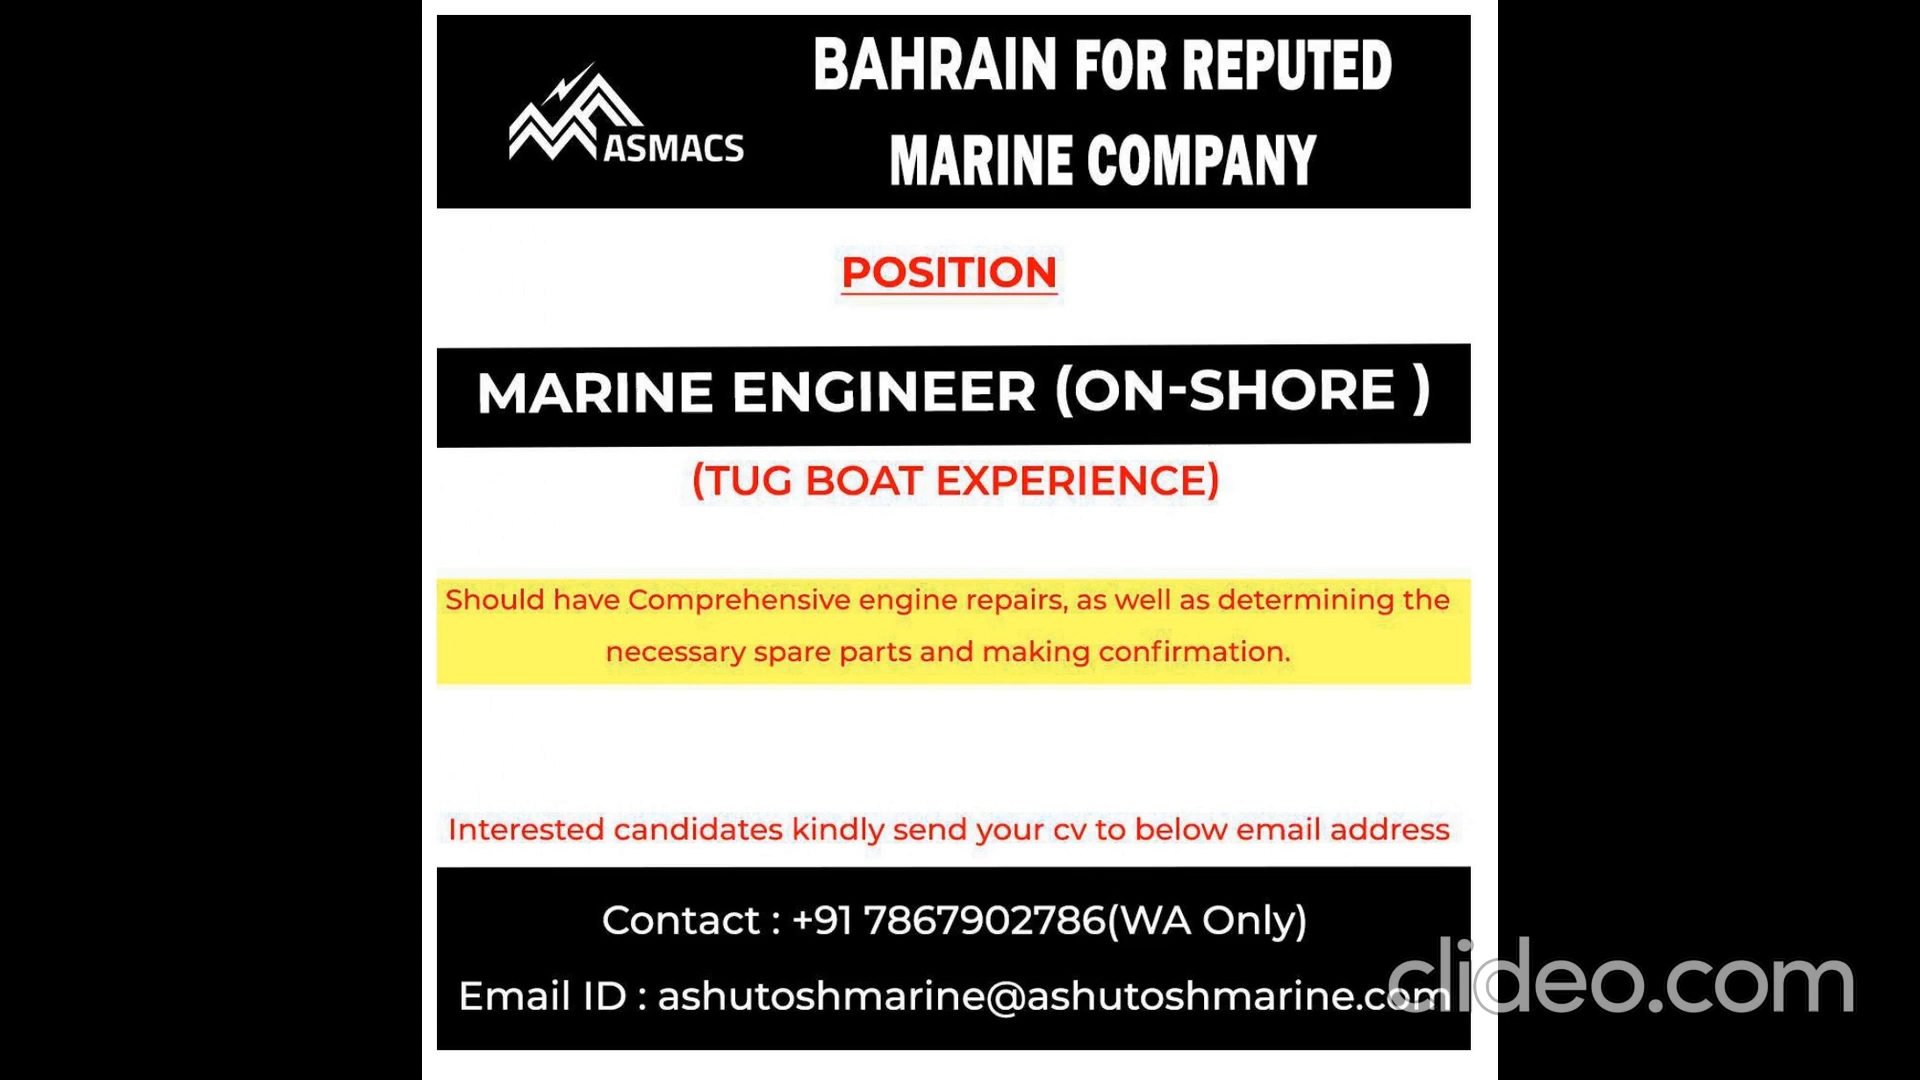 ASMACS
BAHRAIN FOR REPUTED
MARINE COMPANY
POSITION
MARINE ENGINEER (ON-SHORE )
(TUG BOAT EXPERIENCE)
Should have Comprehensive engine repairs, as well as determining the
necessary spare parts and making confirmation.
Interested candidates kindly send your cv to below email address
Contact : +91 7867902786(WA Only)
Email ID : ashutoshmarine@ashutoshmarine.com
clideo.com